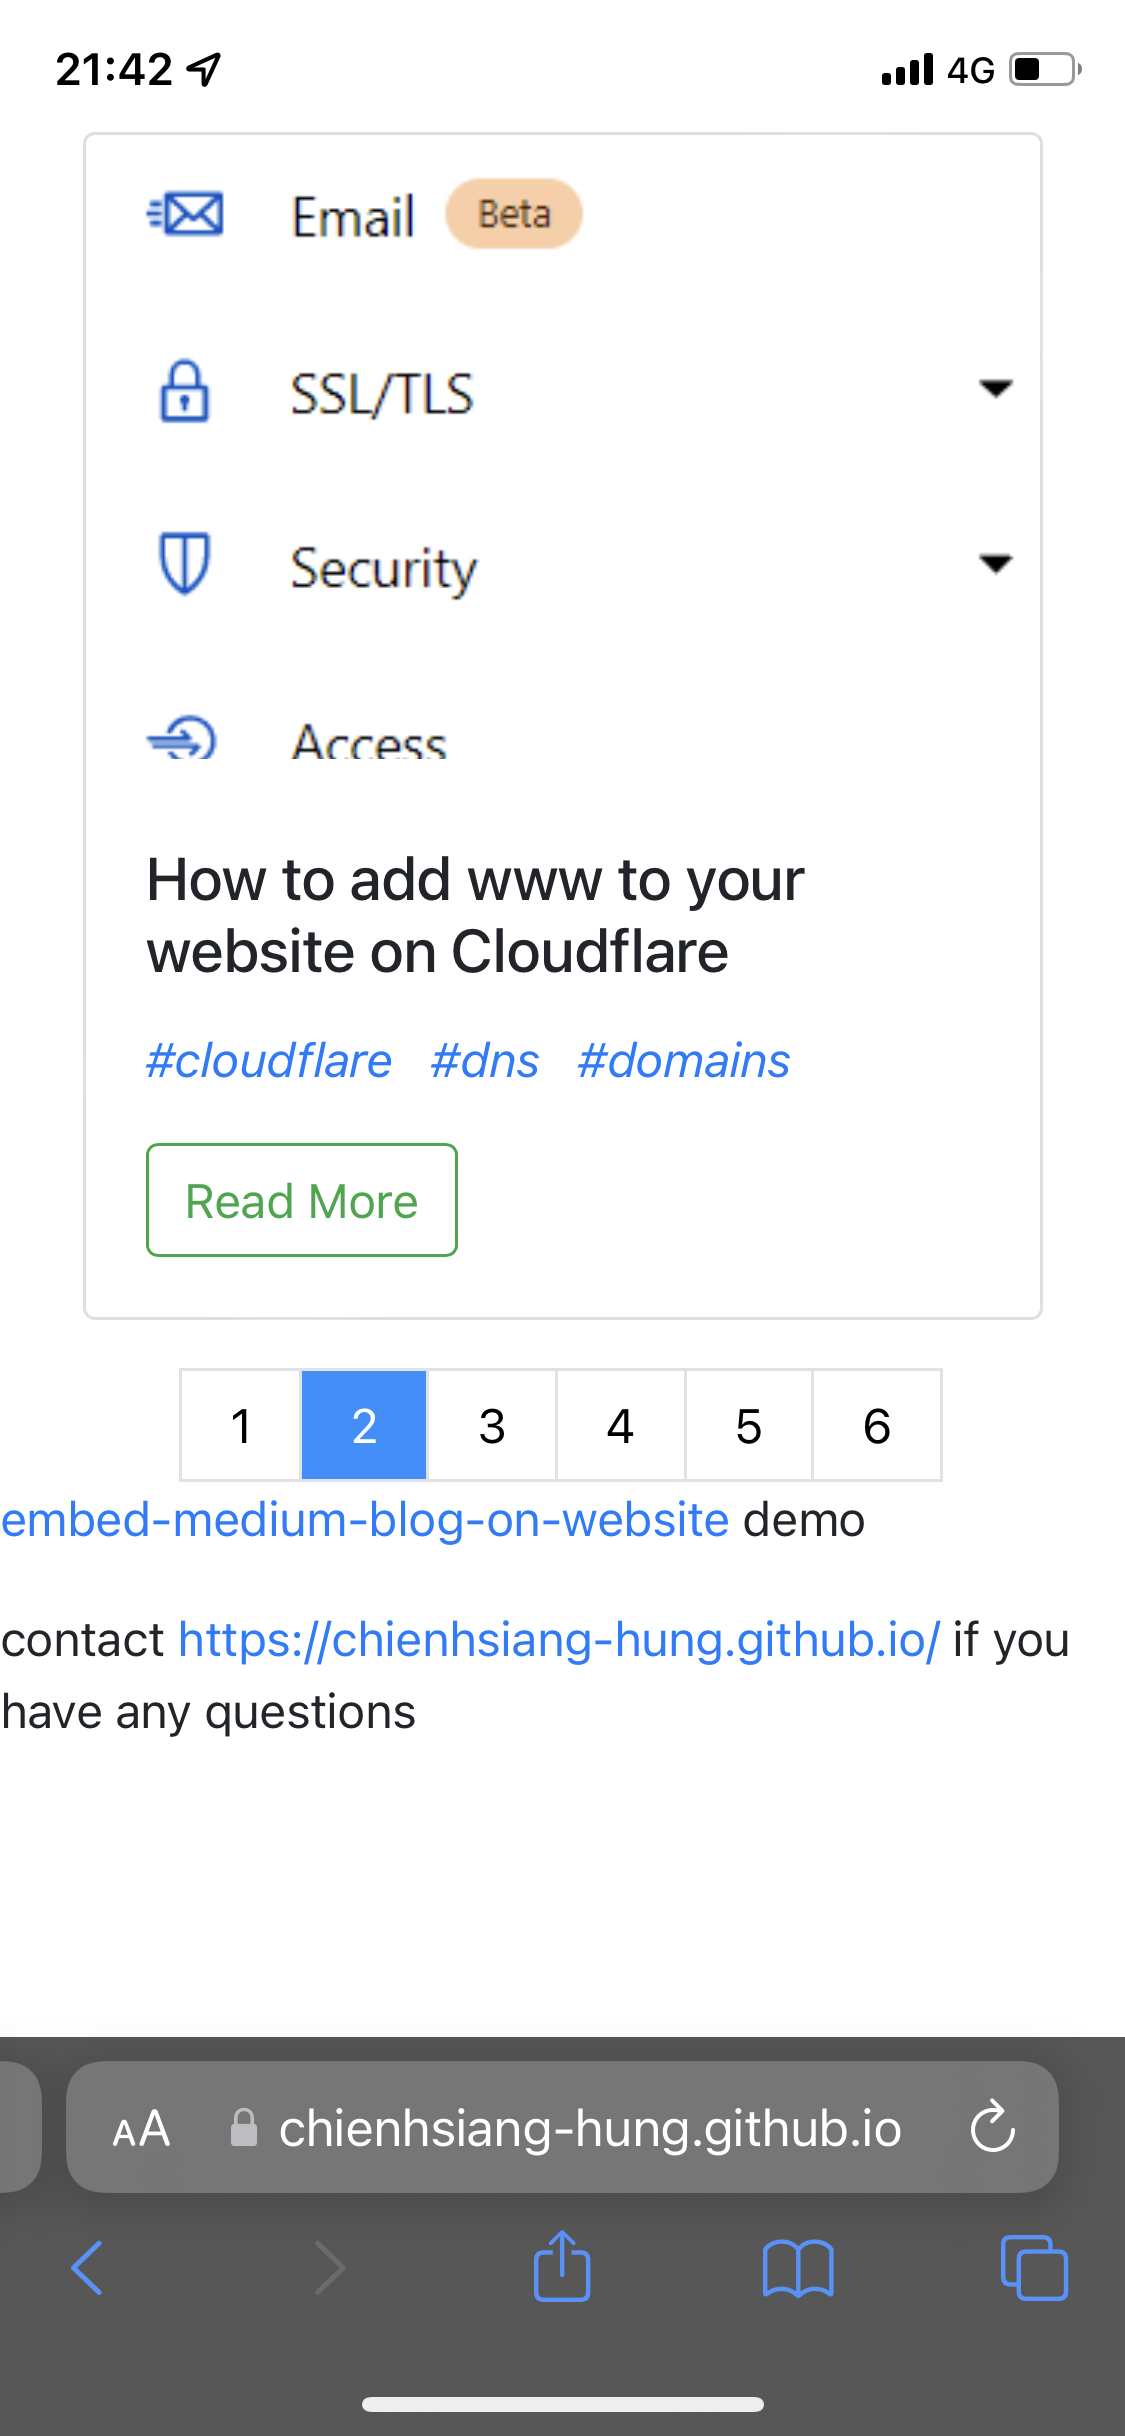 21:42 4G
Email Beta
SSL/TLS
Security
Access
How to add www to your
website on Cloudflare
#cloudflare #dns #domains
Read More
1 2 3 4 5 6
embed-medium-blog-on-website demo
contact https://chienhsiang-hung.github.io/ if you
have any questions
AA chienhsiang-hung.github.io